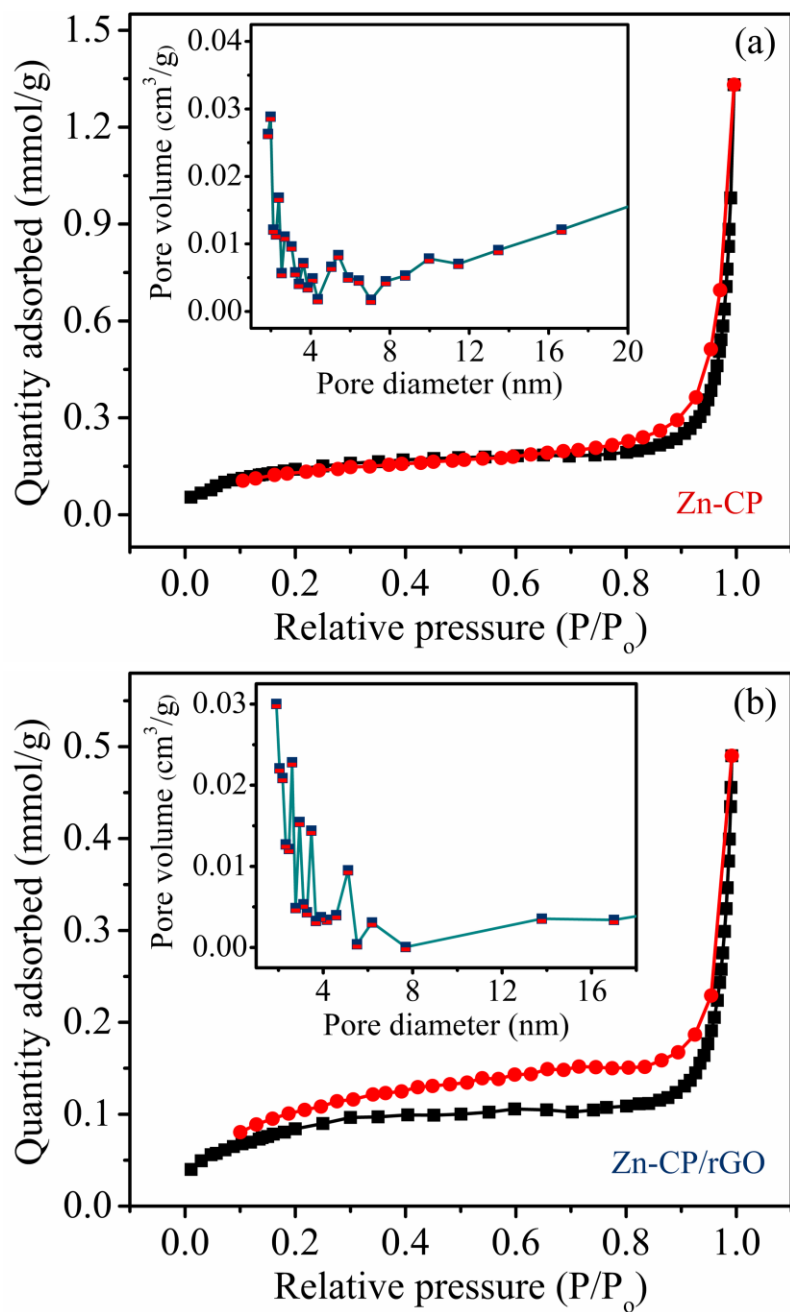 (a)
Quantity adsorbed (mmol/g)
1.5
1.2
0.9
0.6
0.3
0.0
Pore volume (cm³/g)
0.04
0.03
0.02
0.01
0.00
4 8 12 16 20
Pore diameter (nm)
Zn-CP
0.0 0.2 0.4 0.6 0.8 1.0
Relative pressure (P/Pₒ)
(b)
Quantity adsorbed (mmol/g)
0.5
0.4
0.3
0.2
0.1
0.0
Pore volume (cm³/g)
0.03
0.02
0.01
0.00
4 8 12 16
Pore diameter (nm)
Zn-CP/rGO
0.0 0.2 0.4 0.6 0.8 1.0
Relative pressure (P/Pₒ)